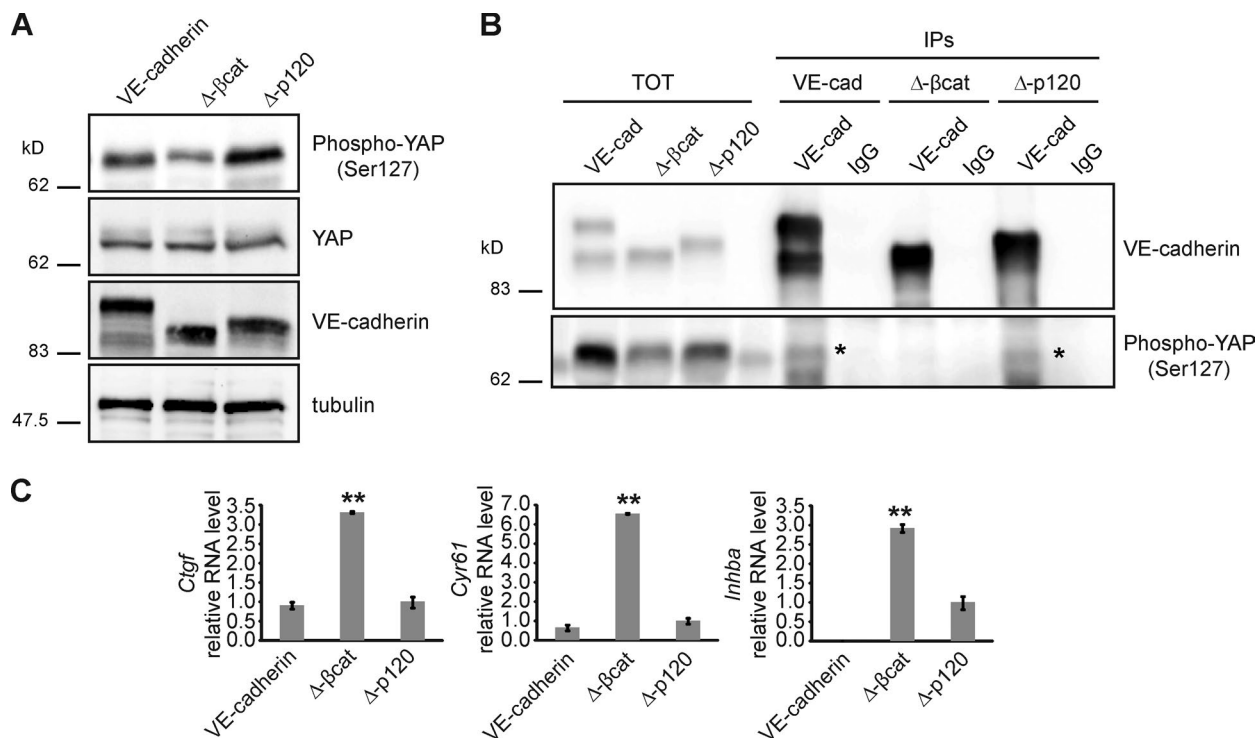 A
VE-cadherin
Δ-βcat
Δ-p120
kD
62
Phospho-YAP
(Ser127)
62
YAP
83
VE-cadherin
47.5
tubulin
B
IPs
TOT
VE-cad
Δ-βcat
Δ-p120
VE-cad
Δ-βcat
Δ-p120
VE-cad
IgG
VE-cad
IgG
VE-cad
IgG
kD
83
VE-cadherin
62
*
*
Phospho-YAP
(Ser127)
C
Ctgf
relative RNA level
3.5
3.0
2.5
2.0
1.5
1.0
0.5
0.0
**
VE-cadherin
Δ-βcat
Δ-p120
Cyr61
relative RNA level
7.0
6.0
5.0
4.0
3.0
2.0
1.0
0.0
**
VE-cadherin
Δ-βcat
Δ-p120
Inhba
relative RNA level
3.5
3.0
2.5
2.0
1.5
1.0
0.5
0.0
**
VE-cadherin
Δ-βcat
Δ-p120